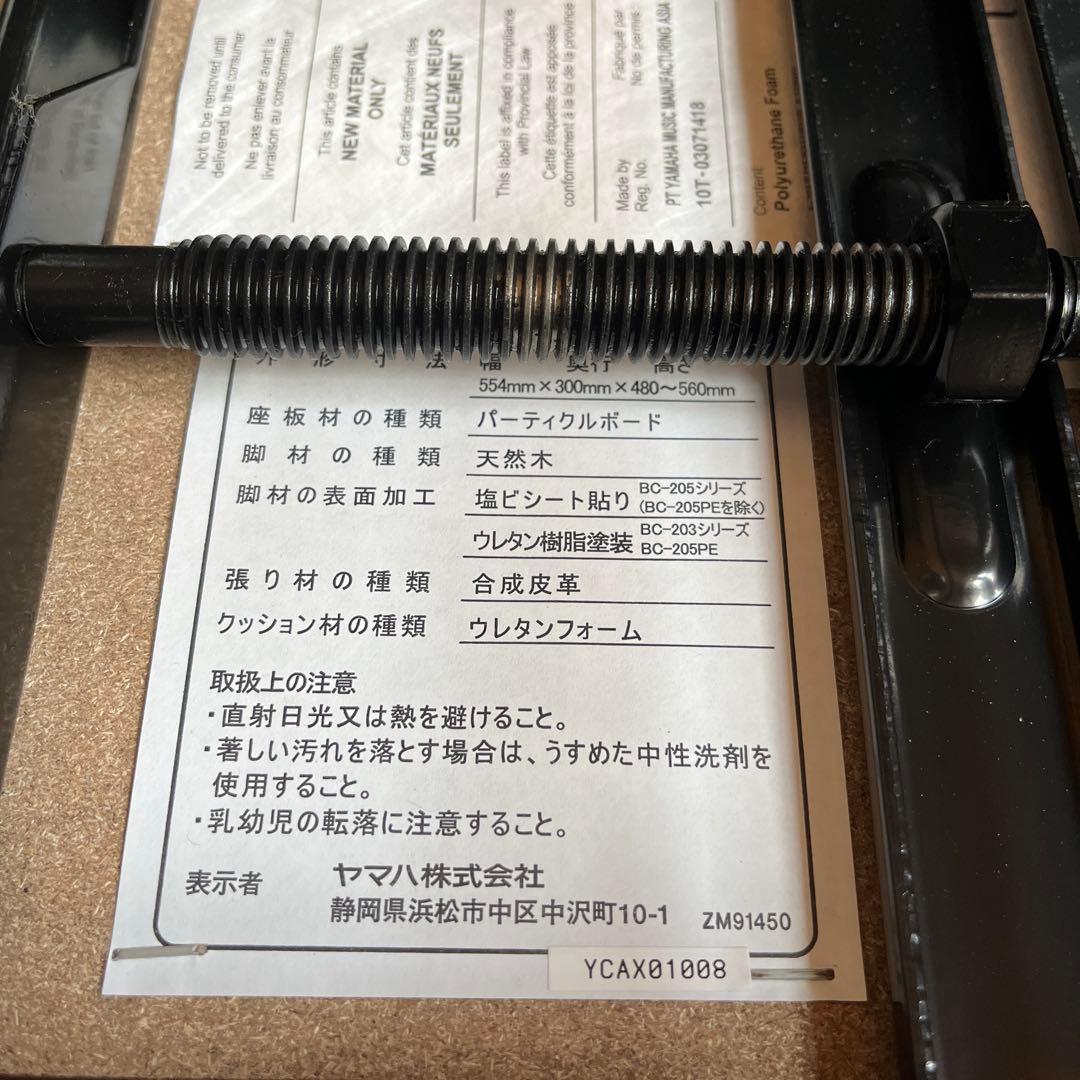 Not to be removed until
delivered to the consumer
Ne pas enlever avant la
livraison au consommateur
This article contains
NEW MATERIAL
ONLY
Cet article contient des
MATÉRIAUX NEUFS
SEULEMENT
This label is affixed in compliance
with Provincial Law
Cette étiquette est apposée
conformément à la loi de la province
Made by Fabriqué par
Reg. No. No de permis :
PT YAMAHA MUSIC MANUFACTURING ASIA
10T-03071418
Content
Polyurethane Foam
外形寸法 幅 奥行 高さ
554mm×300mm×480～560mm
座板材の種類 パーティクルボード
脚材の種類 天然木
脚材の表面加工 塩ビシート貼り BC-205シリーズ
(BC-205PEを除く)
ウレタン樹脂塗装 BC-203シリーズ
BC-205PE
張り材の種類 合成皮革
クッション材の種類 ウレタンフォーム
取扱上の注意
・直射日光又は熱を避けること。
・著しい汚れを落とす場合は、うすめた中性洗剤を
使用すること。
・乳幼児の転落に注意すること。
表示者 ヤマハ株式会社
静岡県浜松市中区中沢町10-1 ZM91450
YCAX01008